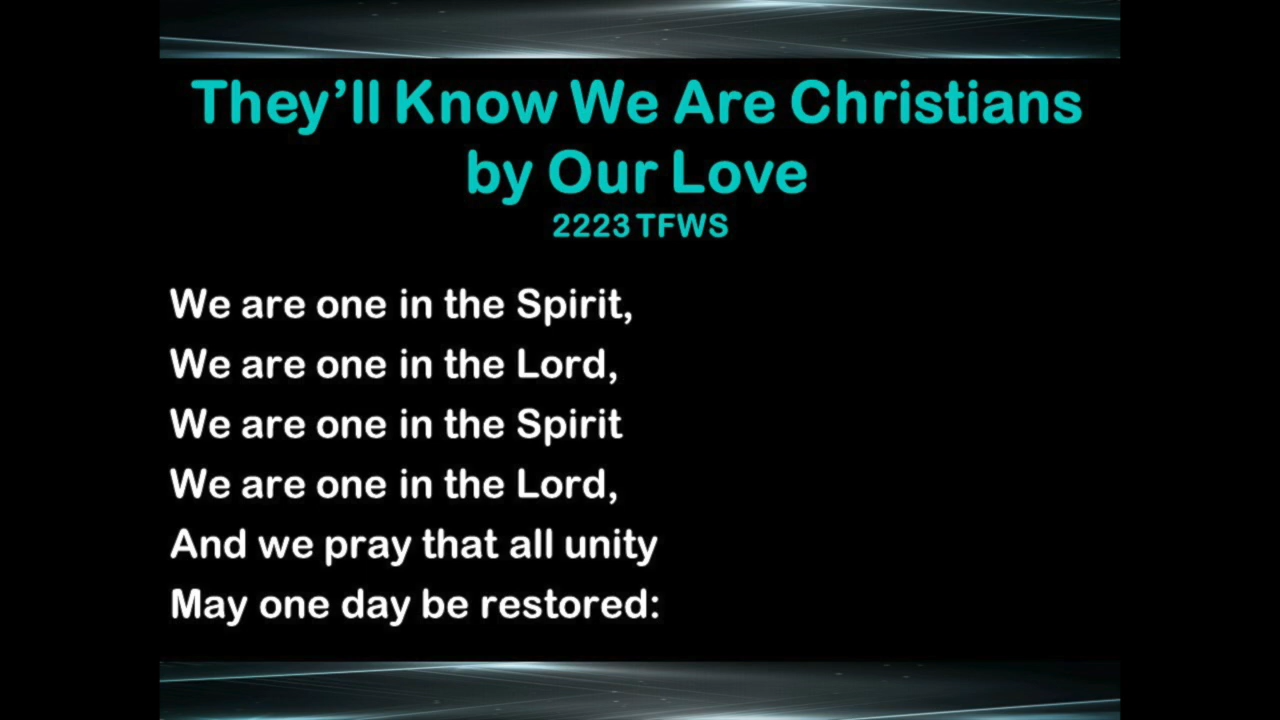 They’ll Know We Are Christians
by Our Love
2223 TFWS
We are one in the Spirit,
We are one in the Lord,
We are one in the Spirit
We are one in the Lord,
And we pray that all unity
May one day be restored: